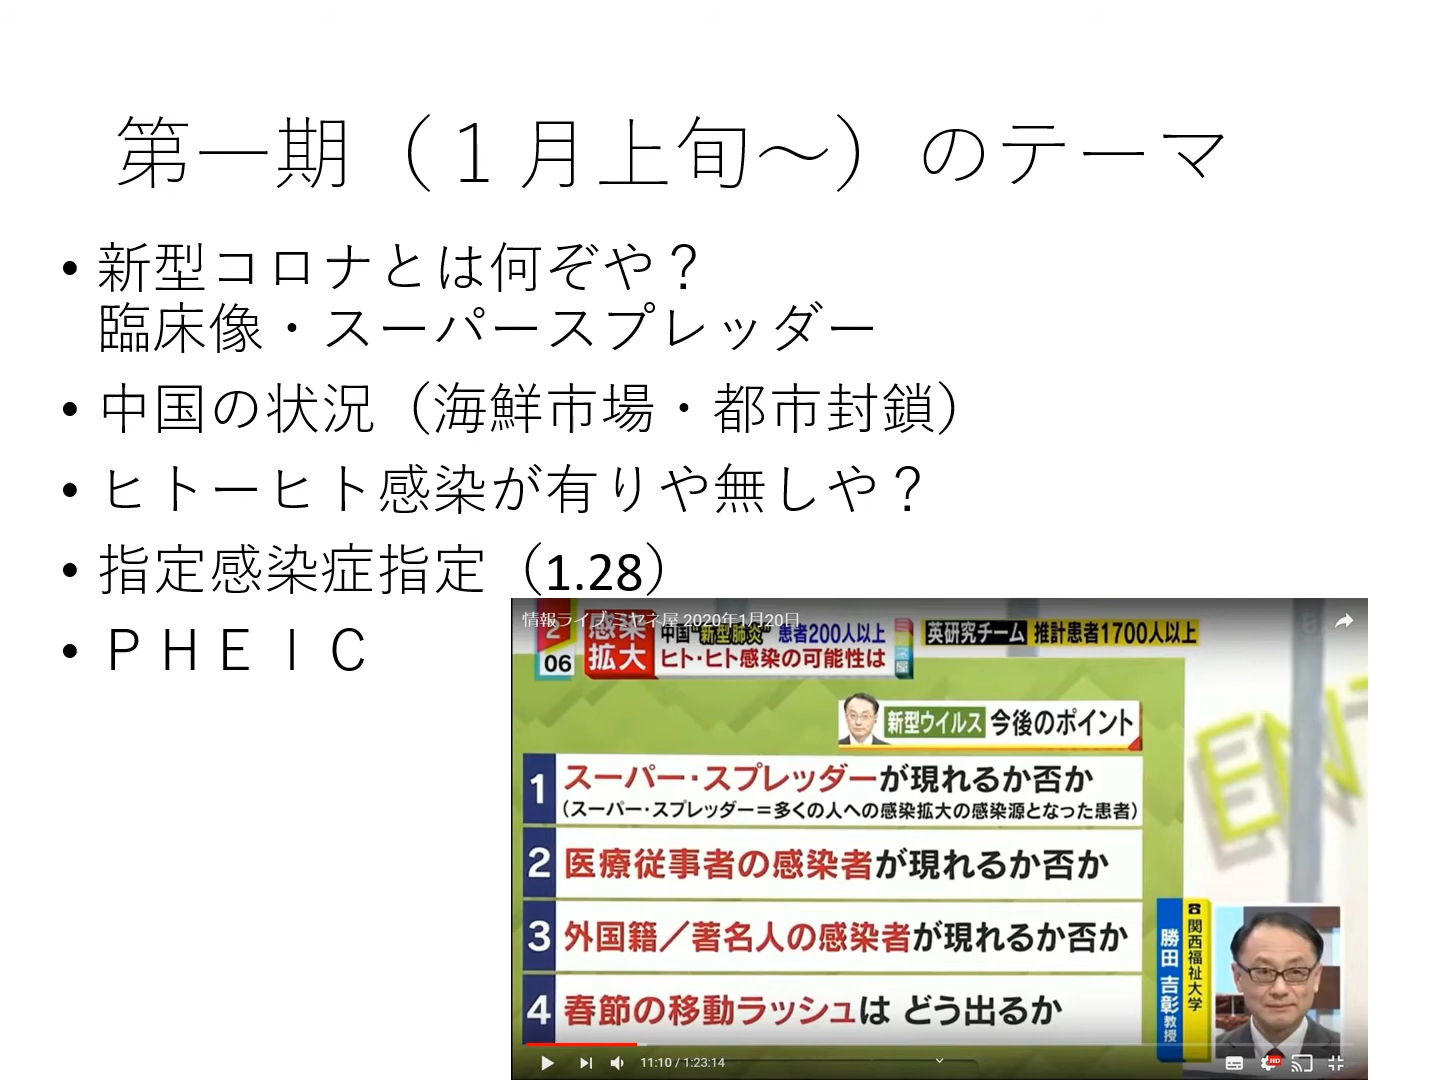 第一期（１月上旬～）のテーマ
• 新型コロナとは何ぞや？
臨床像・スーパースプレッダー
• 中国の状況（海鮮市場・都市封鎖）
• ヒトーヒト感染が有りや無しや？
• 指定感染症指定（1.28）
• ＰＨＥＩＣ
情報ライブ ミヤネ屋 2020年1月20日
2
06
感染
拡大
中国"新型肺炎" 患者200人以上
ヒト・ヒト感染の可能性は
英研究チーム 推計患者1700人以上
新型ウイルス 今後のポイント
1 スーパー・スプレッダーが現れるか否か
（スーパー・スプレッダー＝多くの人への感染拡大の感染源となった患者）
2 医療従事者の感染者が現れるか否か
3 外国籍／著名人の感染者が現れるか否か
4 春節の移動ラッシュは どう出るか
☎関西福祉大学
勝田 吉彰教授
11:10 / 1:23:14
HD